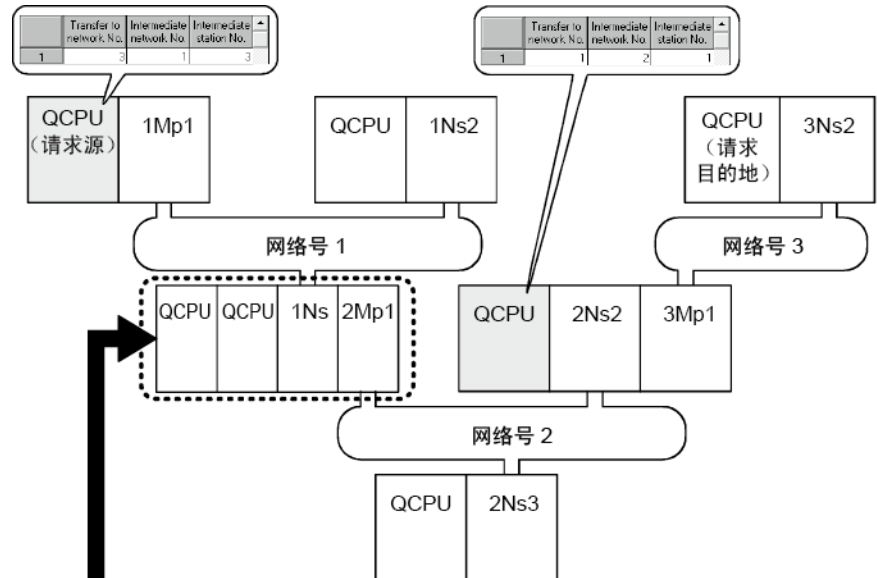 Transfer to network No.
Intermediate network No.
Intermediate station No.
1 3 1 3
Transfer to network No.
Intermediate network No.
Intermediate station No.
1 1 2 1
QCPU
（请求源）
1Mp1
QCPU
1Ns2
QCPU
（请求
目的地）
3Ns2
网络号 1
网络号 3
QCPU
QCPU
1Ns
2Mp1
QCPU
2Ns2
3Mp1
网络号 2
QCPU
2Ns3